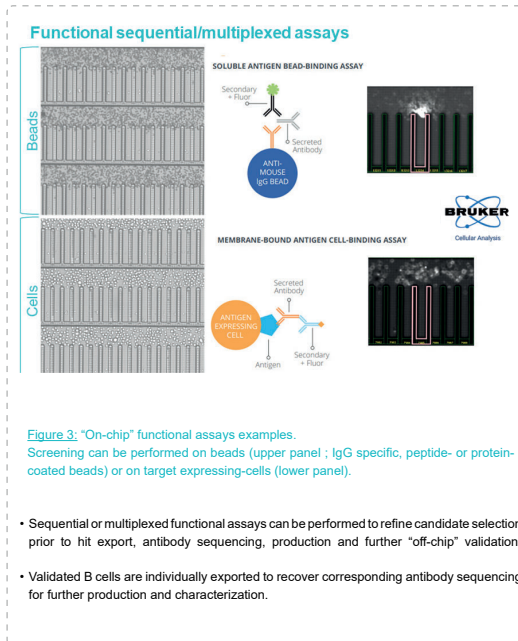 Functional sequential/multiplexed assays
Beads
SOLUBLE ANTIGEN BEAD-BINDING ASSAY
Secondary
+ Fluor
Secreted
Antibody
ANTI-
MOUSE
IgG BEAD
BRUKER
Cellular Analysis
Cells
MEMBRANE-BOUND ANTIGEN CELL-BINDING ASSAY
Secreted
Antibody
ANTIGEN
EXPRESSING
CELL
Antigen
Secondary
+ Fluor
Figure 3: "On-chip" functional assays examples.
Screening can be performed on beads (upper panel ; IgG specific, peptide- or protein-
coated beads) or on target expressing-cells (lower panel).
• Sequential or multiplexed functional assays can be performed to refine candidate selection
prior to hit export, antibody sequencing, production and further "off-chip" validation
• Validated B cells are individually exported to recover corresponding antibody sequencing
for further production and characterization.